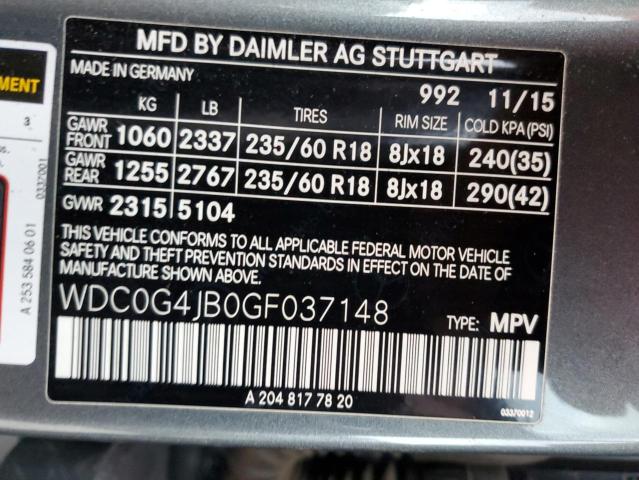 MFD BY DAIMLER AG STUTTGART
MADE IN GERMANY
992 11/15
KG LB TIRES RIM SIZE COLD KPA (PSI)
GAWR FRONT 1060 2337 235/60 R18 8Jx18 240(35)
GAWR REAR 1255 2767 235/60 R18 8Jx18 290(42)
GWR 2315 5104
THIS VEHICLE CONFORMS TO ALL APPLICABLE FEDERAL MOTOR VEHICLE
SAFETY AND THEFT PREVENTION STANDARDS IN EFFECT ON THE DATE OF
MANUFACTURE SHOWN ABOVE.
WDC0G4JB0GF037148
TYPE: MPV
A 204 817 78 20
03370012
MENT
3
0337001
A 253 584 06 01